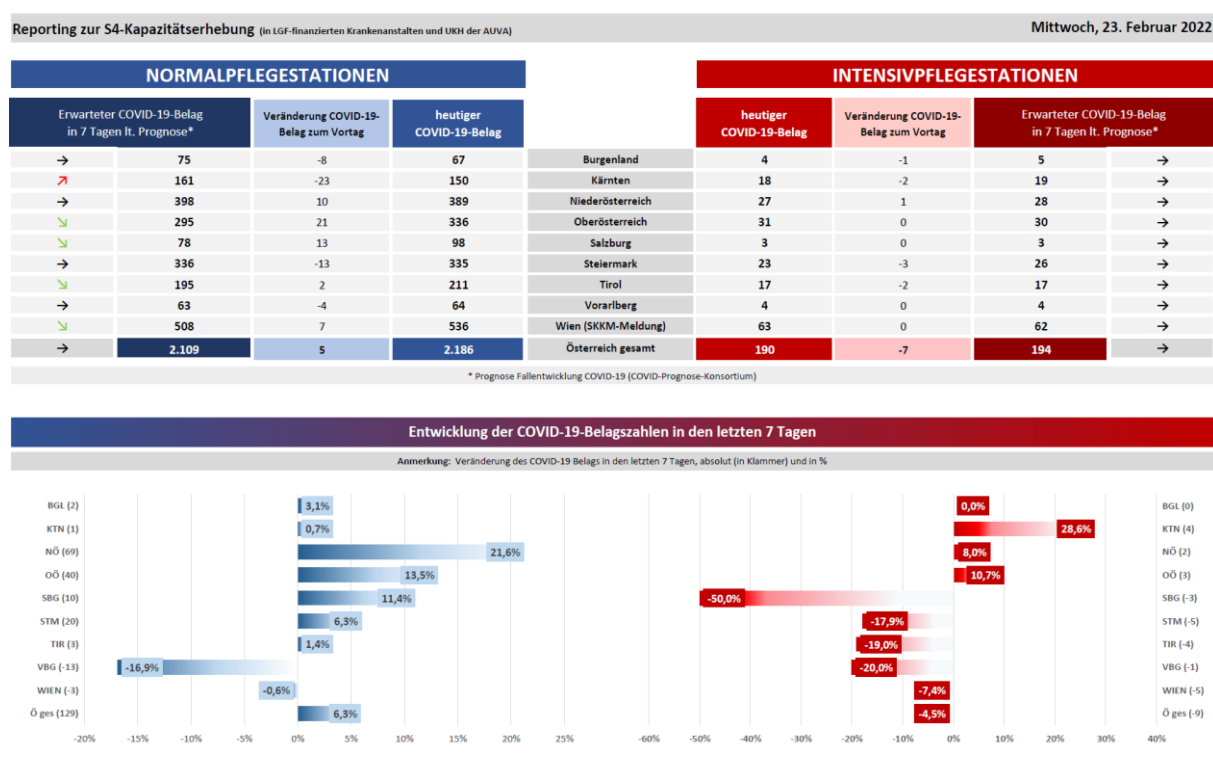 Reporting zur S4-Kapazitätserhebung (in LGF-finanzierten Krankenanstalten und UKH der AUVA) Mittwoch, 23. Februar 2022
NORMALPFLEGESTATIONEN INTENSIVPFLEGESTATIONEN
Erwarteter COVID-19-Belag Veränderung COVID-19- heutiger heutiger Veränderung COVID-19- Erwarteter COVID-19-Belag
in 7 Tagen lt. Prognose* Belag zum Vortag COVID-19-Belag COVID-19-Belag Belag zum Vortag in 7 Tagen lt. Prognose*
→ 75 -8 67 Burgenland 4 -1 5 →
↗ 161 -23 150 Kärnten 18 -2 19 →
→ 398 10 389 Niederösterreich 27 1 28 →
↘ 295 21 336 Oberösterreich 31 0 30 →
↘ 78 13 98 Salzburg 3 0 3 →
→ 336 -13 335 Steiermark 23 -3 26 →
↘ 195 2 211 Tirol 17 -2 17 →
→ 63 -4 64 Vorarlberg 4 0 4 →
↘ 508 7 536 Wien (SKKM-Meldung) 63 0 62 →
→ 2.109 5 2.186 Österreich gesamt 190 -7 194 →
* Prognose Fallentwicklung COVID-19 (COVID-Prognose-Konsortium)
Entwicklung der COVID-19-Belagszahlen in den letzten 7 Tagen
Anmerkung: Veränderung des COVID-19 Belags in den letzten 7 Tagen, absolut (in Klammer) und in %
BGL (2) 3,1% 0,0% BGL (0)
KTN (1) 0,7% 28,6% KTN (4)
NÖ (69) 21,6% 8,0% NÖ (2)
OÖ (40) 13,5% 10,7% OÖ (3)
SBG (10) 11,4% -50,0% SBG (-3)
STM (20) 6,3% -17,9% STM (-5)
TIR (3) 1,4% -19,0% TIR (-4)
VBG (-13) -16,9% -20,0% VBG (-1)
WIEN (-3) -0,6% -7,4% WIEN (-5)
Ö ges (129) 6,3% -4,5% Ö ges (-9)
-20% -15% -10% -5% 0% 5% 10% 15% 20% 25% -60% -50% -40% -30% -20% -10% 0% 10% 20% 30% 40%